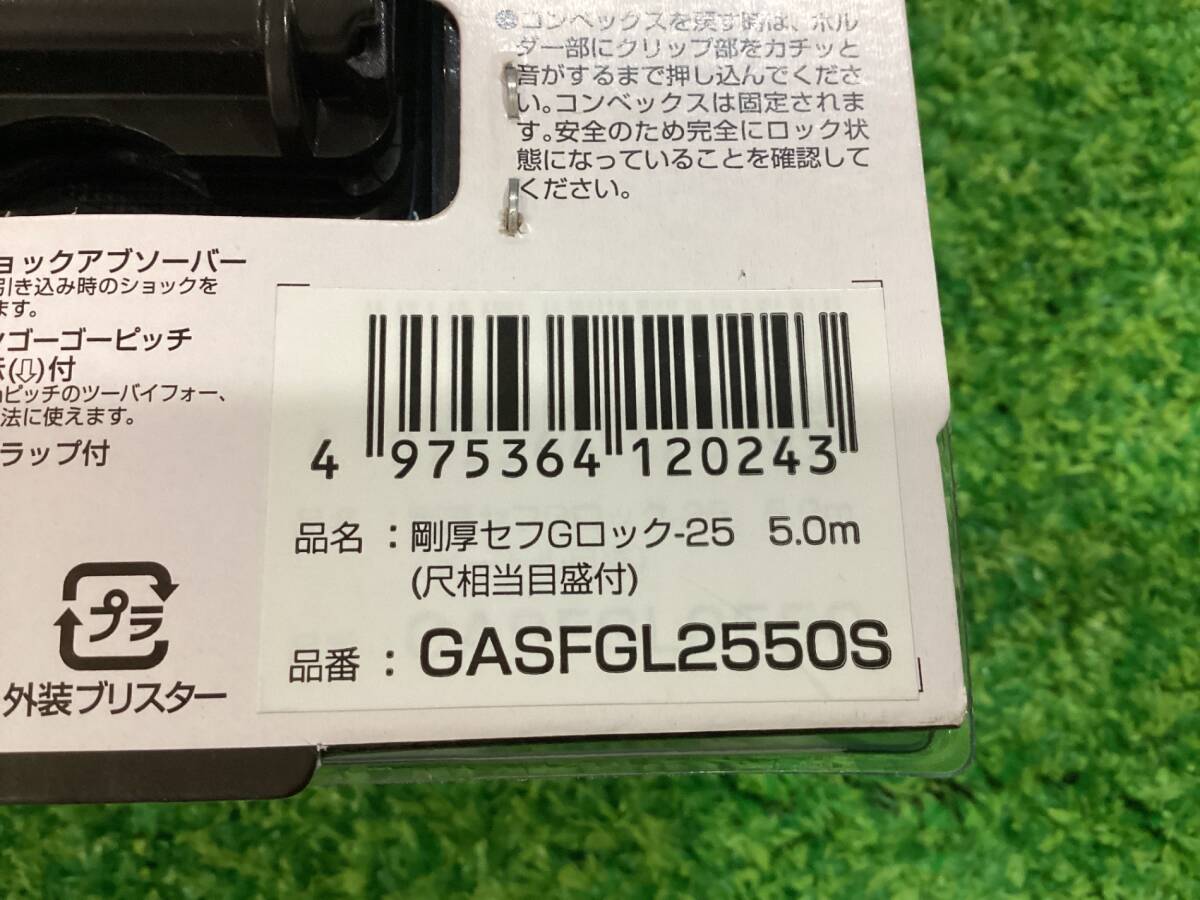 コンベックスを戻す時は、ホル
ダー部にクリップ部をカチッと
音がするまで押し込んでくださ
い。コンベックスは固定されま
す。安全のため完全にロック状
態になっていることを確認して
ください。
ョックアブソーバー
引き込み時のショックを
ます。
ンゴーゴーピッチ
(⇩)付
ピッチのツーバイフォー、
法に使えます。
ラップ付
4 975364 120243
品名：剛厚セフGロック-25 5.0m
(尺相当目盛付)
品番：GASFGL2550S
プラ
外装ブリスター